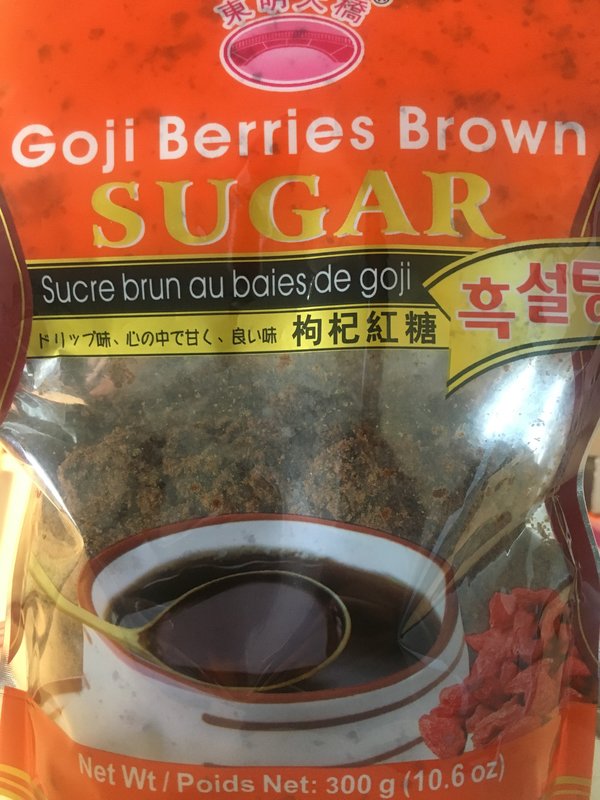 東明大橋®
Goji Berries Brown
SUGAR
Sucre brun au baies de goji
흑설탕
ドリップ味、心の中で甘く、良い味 枸杞紅糖
Net Wt / Poids Net: 300 g (10.6 oz)